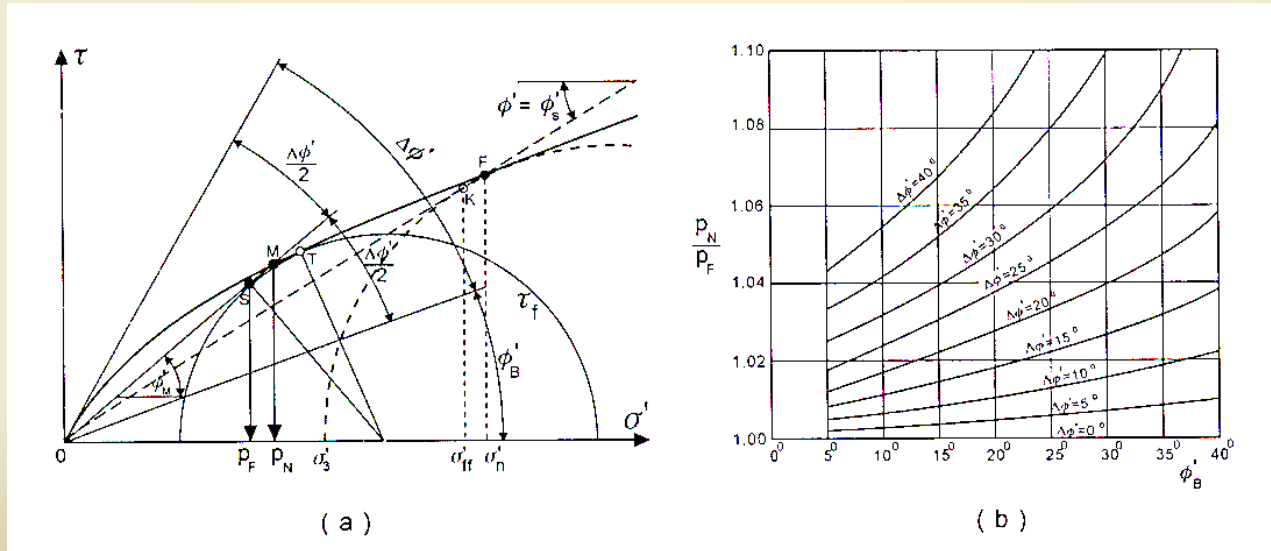 τ
ϕ' = ϕ's
Δϕ'
Δϕ'
2
F
K
M
T
Δϕ'
2
S
τf
ϕ'M
ϕ'B
σ'
0
pF
pN
σ'3
σ'ff
σ'n
( a )
1.10
1.08
Δϕ'=40°
1.06
Δϕ'=35°
pN
pF
Δϕ'=30°
Δϕ'=25°
1.04
Δϕ'=20°
Δϕ'=15°
1.02
Δϕ'=10°
Δϕ'=5°
1.00
Δϕ'=0°
0° 5° 10° 15° 20° 25° 30° 35° 40°
ϕ'B
( b )